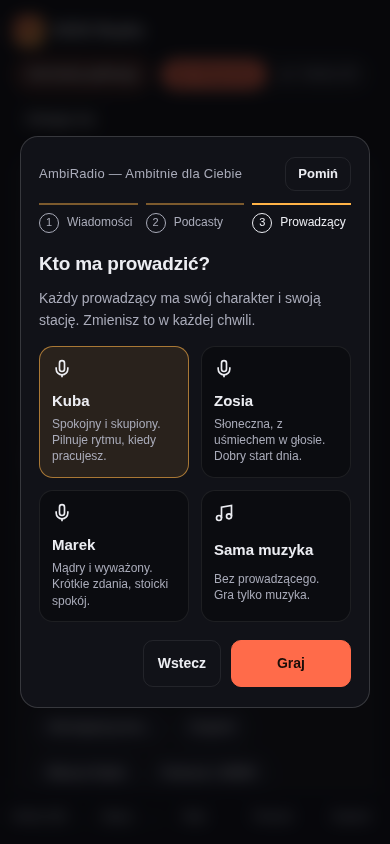 AmbiRadio — Ambitnie dla Ciebie
Pomiń
1 Wiadomości
2 Podcasty
3 Prowadzący
Kto ma prowadzić?
Każdy prowadzący ma swój charakter i swoją
stację. Zmienisz to w każdej chwili.
Kuba
Spokojny i skupiony.
Pilnuje rytmu, kiedy
pracujesz.
Zosia
Słoneczna, z
uśmiechem w głosie.
Dobry start dnia.
Marek
Mądry i wyważony.
Krótkie zdania, stoicki
spokój.
Sama muzyka
Bez prowadzącego.
Gra tylko muzyka.
Wstecz
Graj